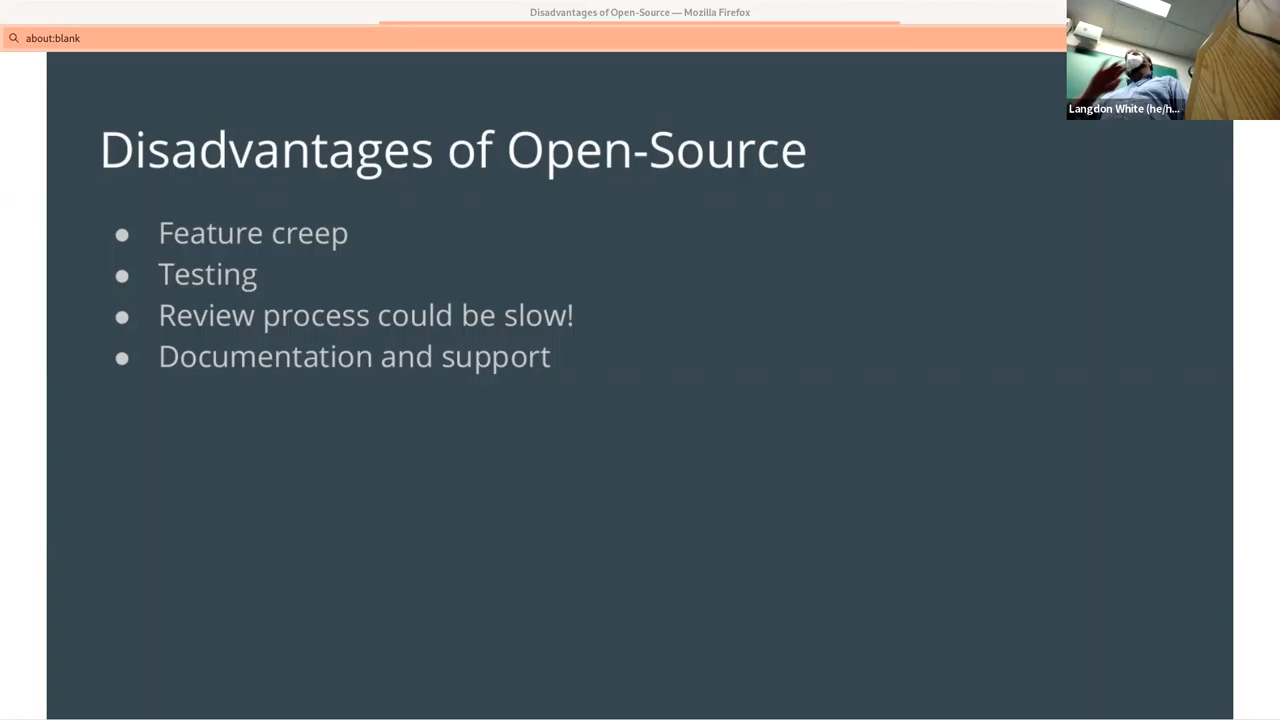 Disadvantages of Open-Source — Mozilla Firefox
about:blank
Langdon White (he/h...
Disadvantages of Open-Source
● Feature creep
● Testing
● Review process could be slow!
● Documentation and support